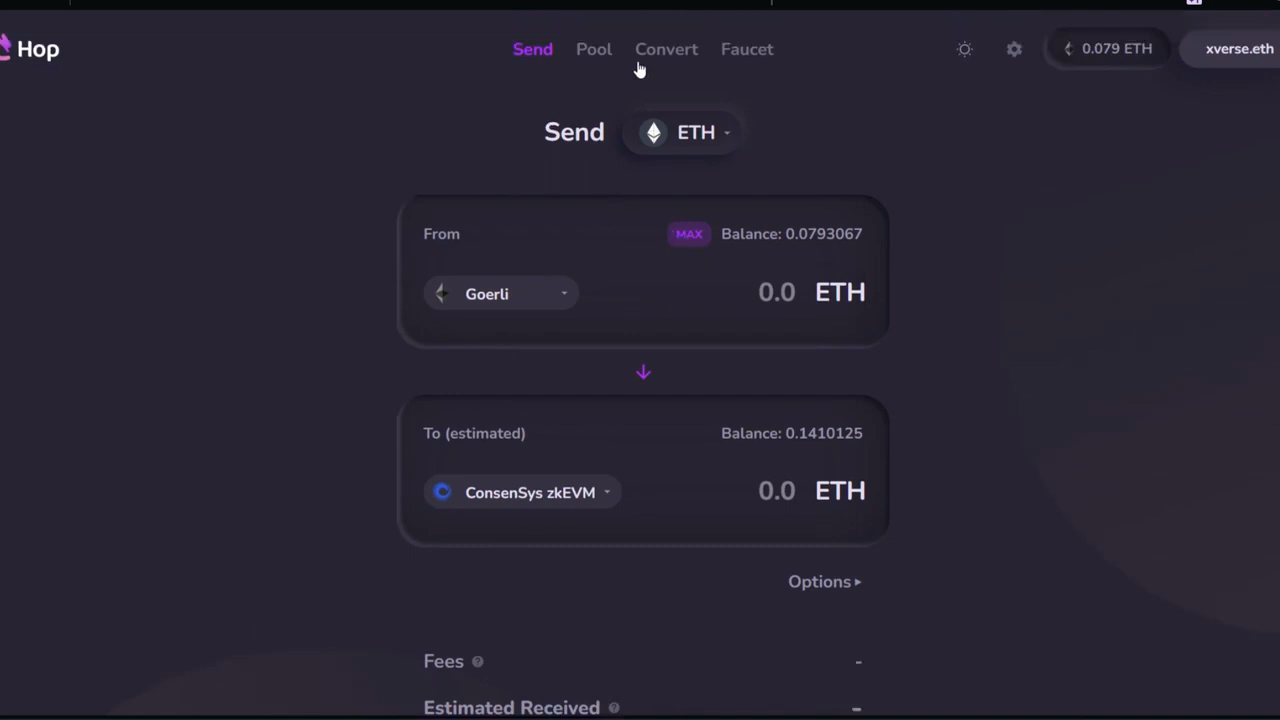 Hop
Send Pool Convert Faucet
0.079 ETH
xverse.eth
Send ETH
From
MAX Balance: 0.0793067
Goerli
0.0 ETH
To (estimated)
Balance: 0.1410125
ConsenSys zkEVM
0.0 ETH
Options
Fees ? -
Estimated Received ? -